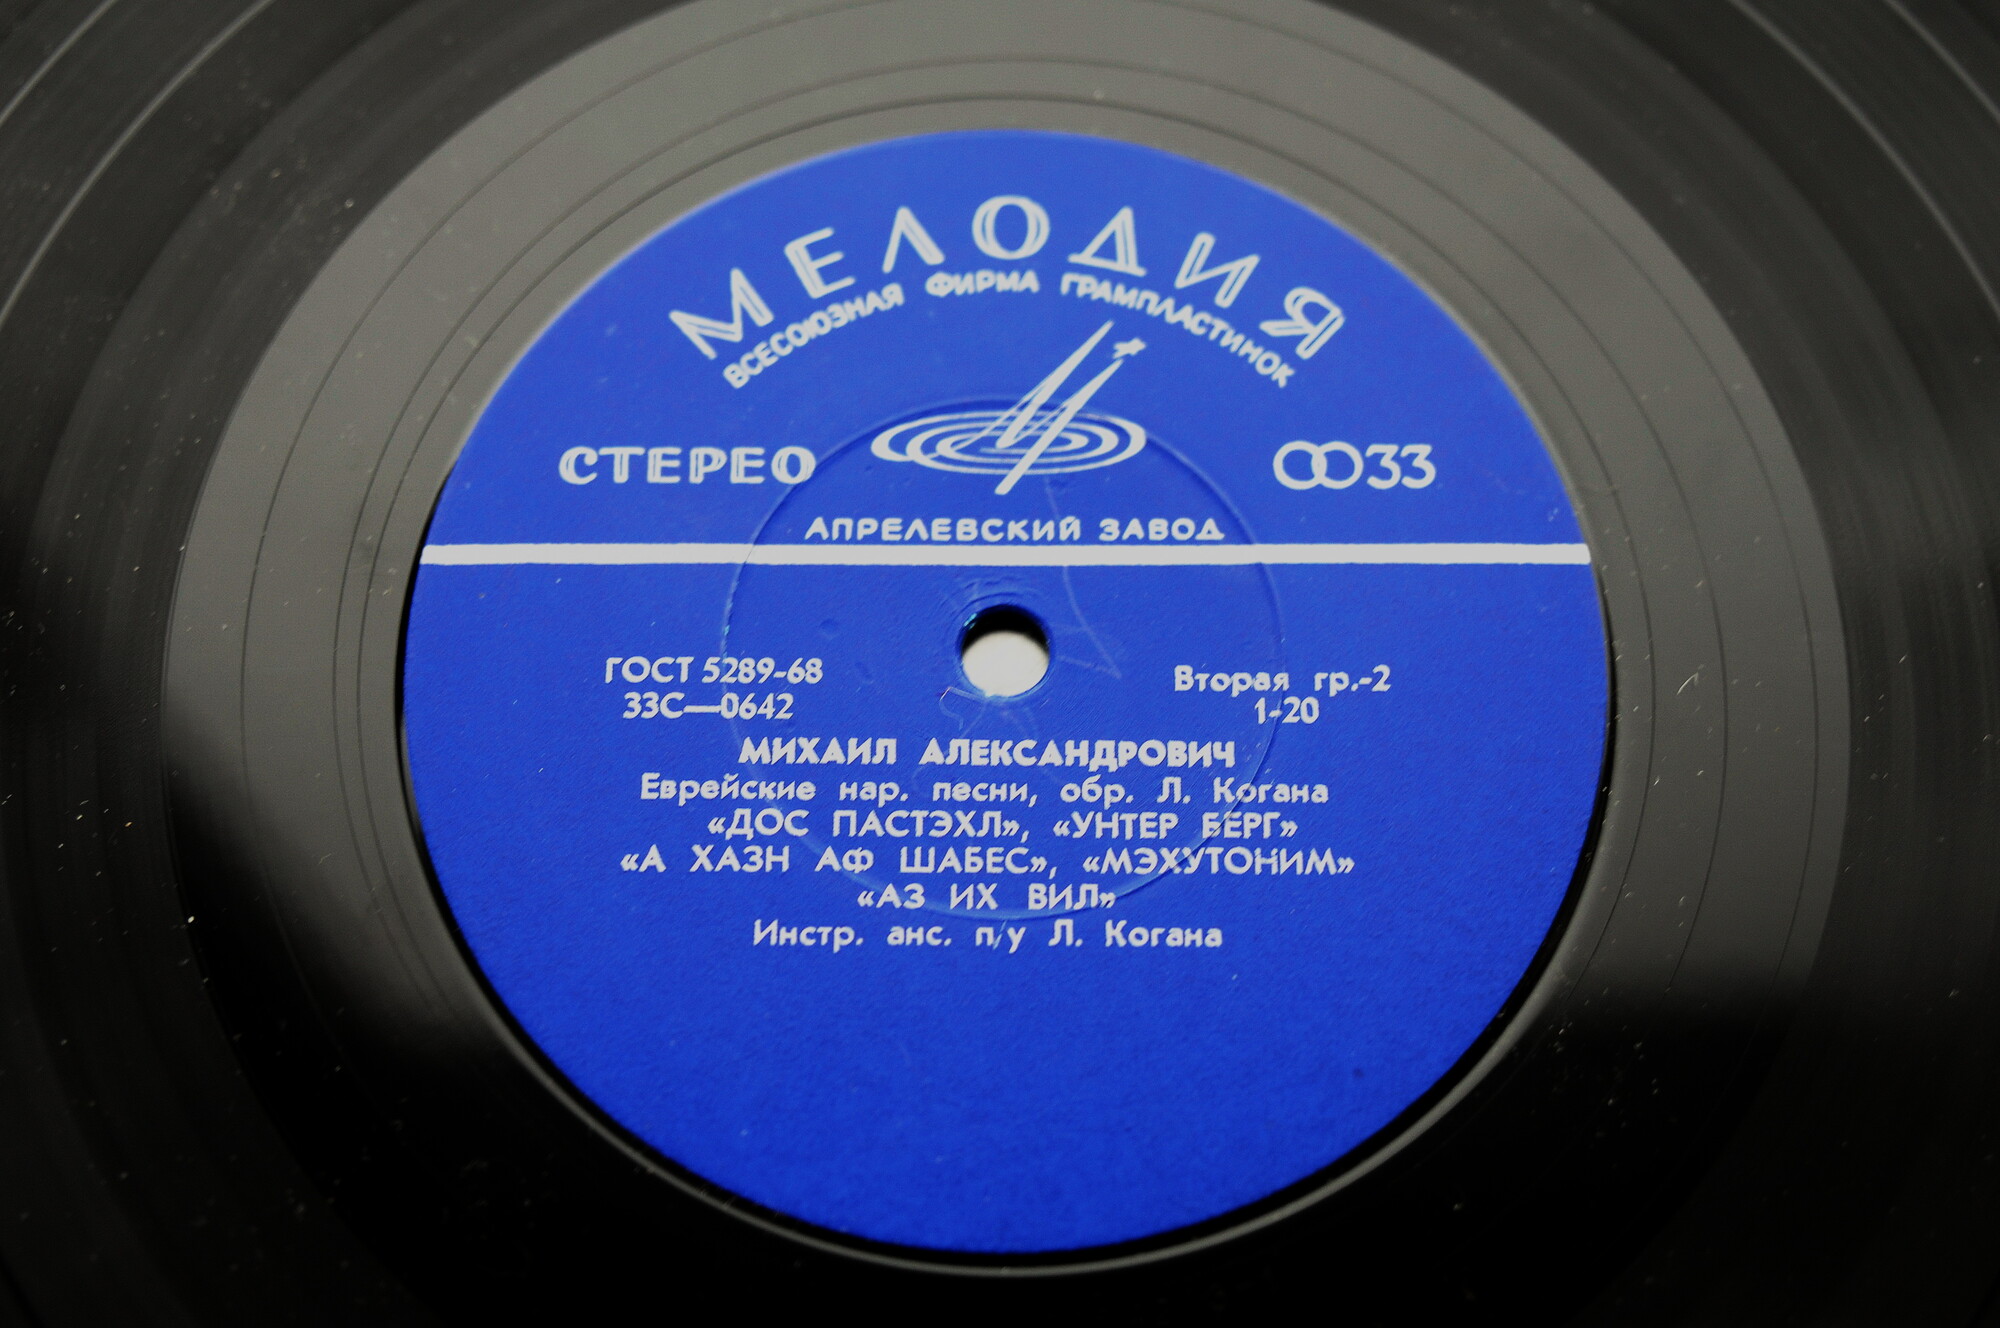 МЕЛОДИЯ
ВСЕСОЮЗНАЯ ФИРМА ГРАМПЛАСТИНОК
СТЕРЕО
33
АПРЕЛЕВСКИЙ ЗАВОД
ГОСТ 5289-68
33С—0642
Вторая гр.-2
1-20
МИХАИЛ АЛЕКСАНДРОВИЧ
Еврейские нар. песни, обр. Л. Когана
«ДОС ПАСТЭХЛ», «УНТЕР БЕРГ»
«А ХАЗН АФ ШАБЕС», «МЭХУТОНИМ»
«АЗ ИХ ВИЛ»
Инстр. анс. п/у Л. Когана